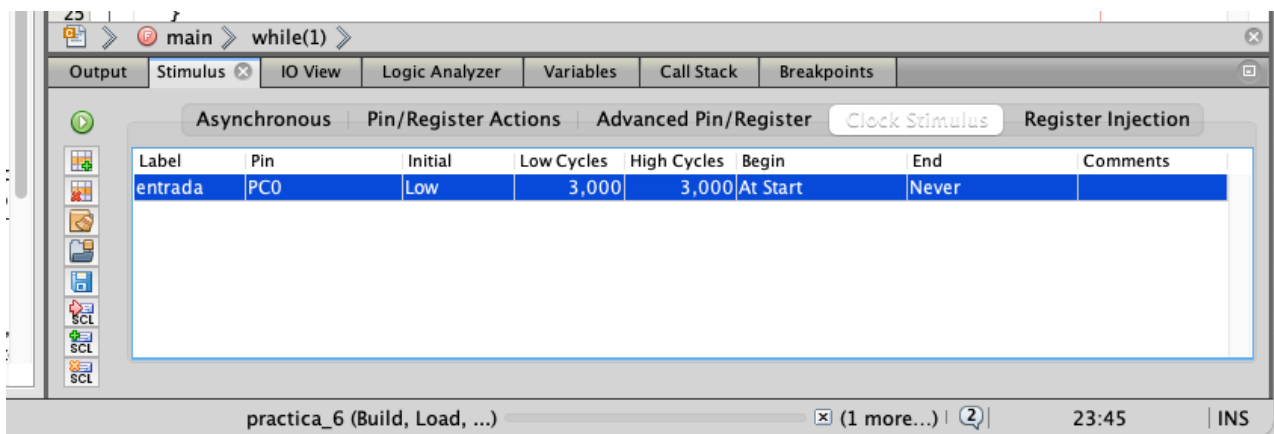 25 }
main while(1)
Output Stimulus IO View Logic Analyzer Variables Call Stack Breakpoints
Asynchronous Pin/Register Actions Advanced Pin/Register Clock Stimulus Register Injection
Label Pin Initial Low Cycles High Cycles Begin End Comments
entrada PC0 Low 3,000 3,000 At Start Never
SCL
SCL
SCL
practica_6 (Build, Load, ...) (1 more...) 2 23:45 INS